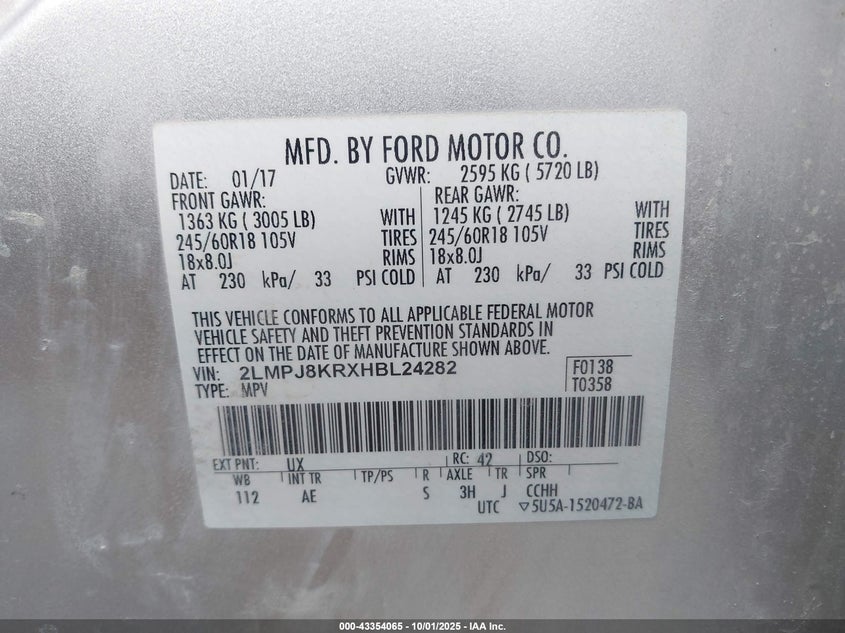 MFD. BY FORD MOTOR CO.
DATE: 01/17 GVWR: 2595 KG ( 5720 LB)
FRONT GAWR: REAR GAWR:
1363 KG ( 3005 LB) WITH 1245 KG ( 2745 LB) WITH
245/60R18 105V TIRES 245/60R18 105V TIRES
18x8.0J RIMS 18x8.0J RIMS
AT 230 kPa/ 33 PSI COLD AT 230 kPa/ 33 PSI COLD
THIS VEHICLE CONFORMS TO ALL APPLICABLE FEDERAL MOTOR
VEHICLE SAFETY AND THEFT PREVENTION STANDARDS IN
EFFECT ON THE DATE OF MANUFACTURE SHOWN ABOVE.
VIN: 2LMPJ8KRXHBL24282 F0138
TYPE: MPV T0358
EXT PNT: UX RC: 42 DSO:
WB INT TR TP/PS R AXLE TR SPR
112 AE S 3H J CCHH
UTC ▽5U5A-1520472-BA
000-43354065 - 10/01/2025 - IAA Inc.